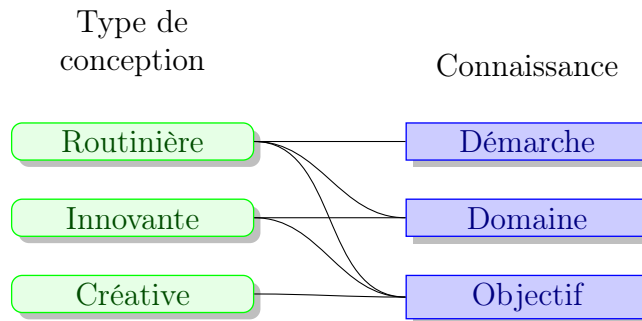 Type de
conception
Connaissance
Routinière
Démarche
Innovante
Domaine
Créative
Objectif